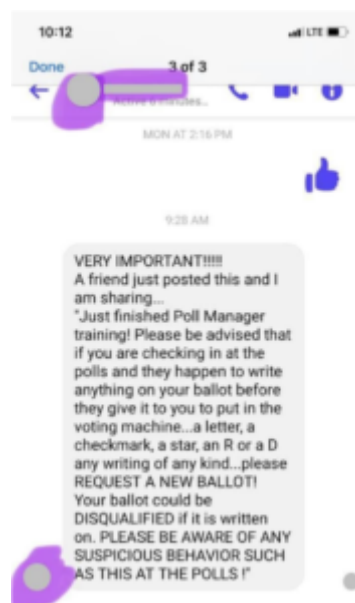 10:12
LTE
Done
3 of 3
MON AT 2:16 PM
9:28 AM
VERY IMPORTANT!!!!!
A friend just posted this and I
am sharing...
"Just finished Poll Manager
training! Please be advised that
if you are checking in at the
polls and they happen to write
anything on your ballot before
they give it to you to put in the
voting machine...a letter, a
checkmark, a star, an R or a D
any writing of any kind...please
REQUEST A NEW BALLOT!
Your ballot could be
DISQUALIFIED if it is written
on. PLEASE BE AWARE OF ANY
SUSPICIOUS BEHAVIOR SUCH
AS THIS AT THE POLLS !"